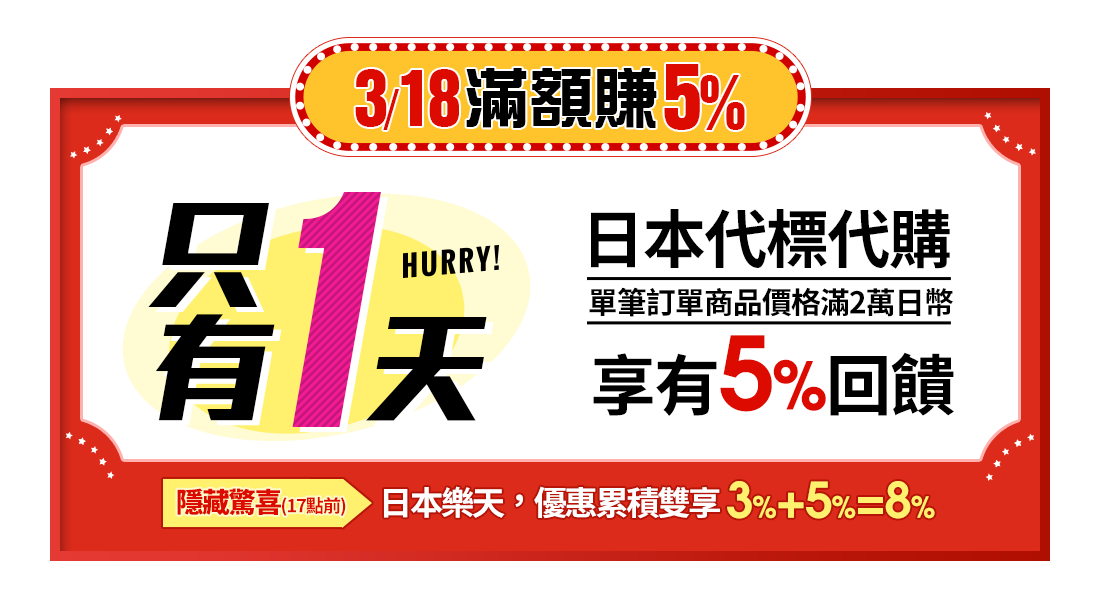 3/18滿額賺5%
只有1天
HURRY!
日本代標代購
單筆訂單商品價格滿2萬日幣
享有5%回饋
隱藏驚喜(17點前)
日本樂天，優惠累積雙享3%+5%=8%